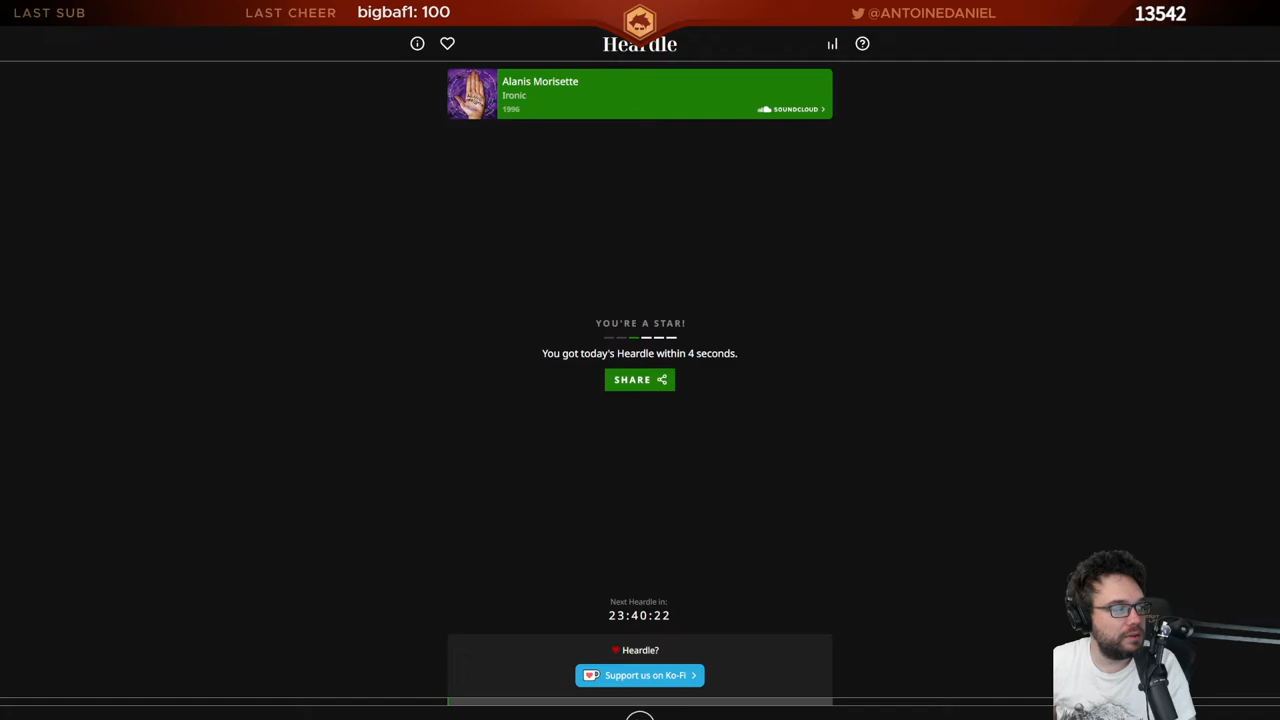 LAST SUB
LAST CHEER
bigbaf1: 100
@ANTOINEDANIEL
13542
Heardle
Alanis Morisette
Ironic
1996
SOUNDCLOUD
YOU'RE A STAR!
You got today's Heardle within 4 seconds.
SHARE
Next Heardle in:
23:40:22
Heardle?
Support us on Ko-Fi